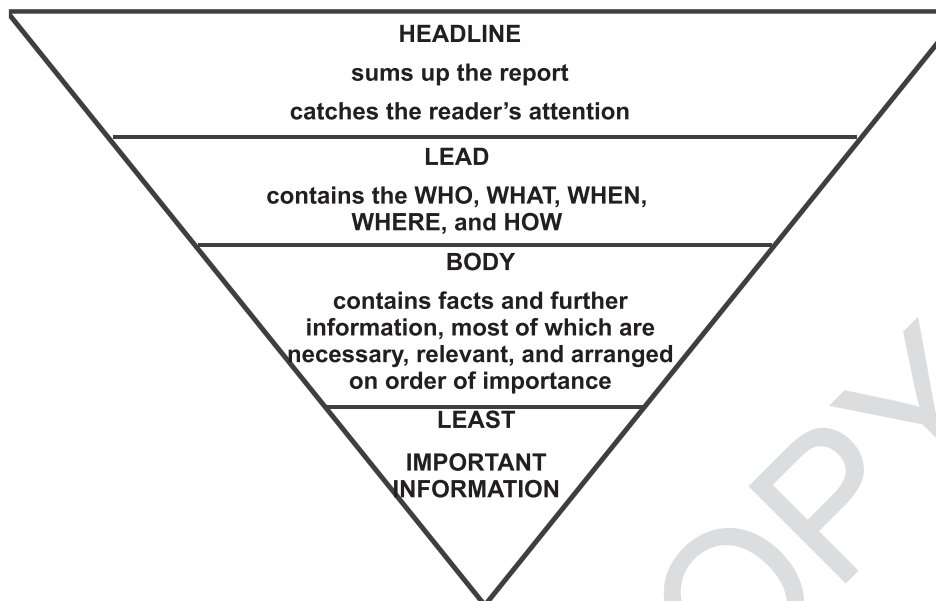 HEADLINE
sums up the report
catches the reader’s attention
LEAD
contains the WHO, WHAT, WHEN,
WHERE, and HOW
BODY
contains facts and further
information, most of which are
necessary, relevant, and arranged
on order of importance
LEAST
IMPORTANT
INFORMATION
OPY